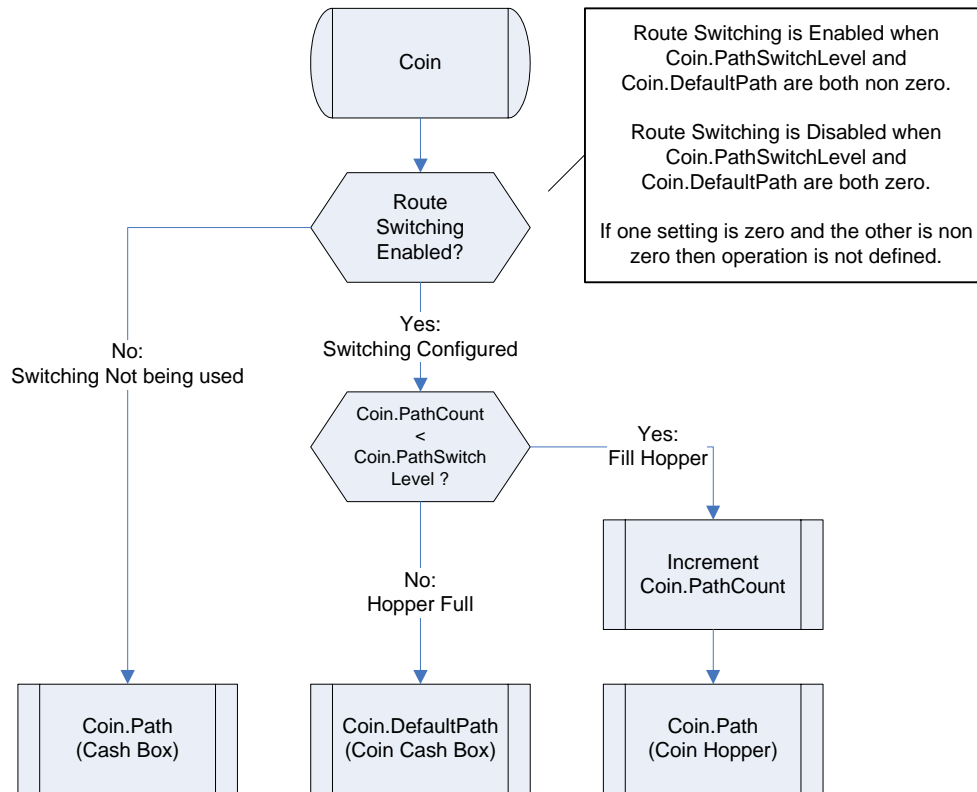 Coin
Route Switching is Enabled when
Coin.PathSwitchLevel and
Coin.DefaultPath are both non zero.
Route Switching is Disabled when
Coin.PathSwitchLevel and
Coin.DefaultPath are both zero.
If one setting is zero and the other is non
zero then operation is not defined.
Route
Switching
Enabled?
No:
Switching Not being used
Yes:
Switching Configured
Coin.PathCount
<
Coin.PathSwitch
Level ?
Yes:
Fill Hopper
No:
Hopper Full
Increment
Coin.PathCount
Coin.Path
(Cash Box)
Coin.DefaultPath
(Coin Cash Box)
Coin.Path
(Coin Hopper)